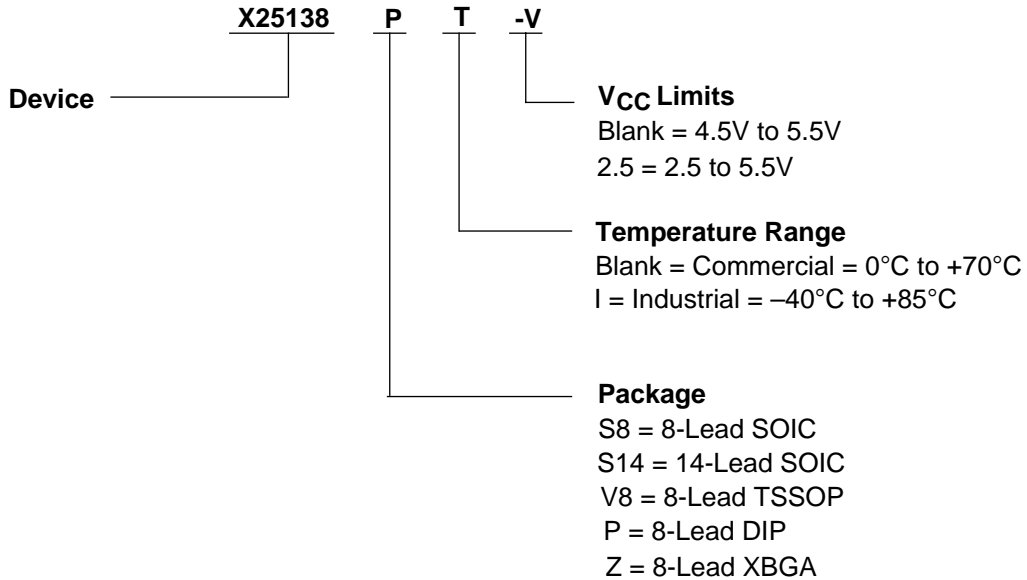 X25138 P T -V
Device
VCC Limits
Blank = 4.5V to 5.5V
2.5 = 2.5 to 5.5V
Temperature Range
Blank = Commercial = 0°C to +70°C
I = Industrial = –40°C to +85°C
Package
S8 = 8-Lead SOIC
S14 = 14-Lead SOIC
V8 = 8-Lead TSSOP
P = 8-Lead DIP
Z = 8-Lead XBGA